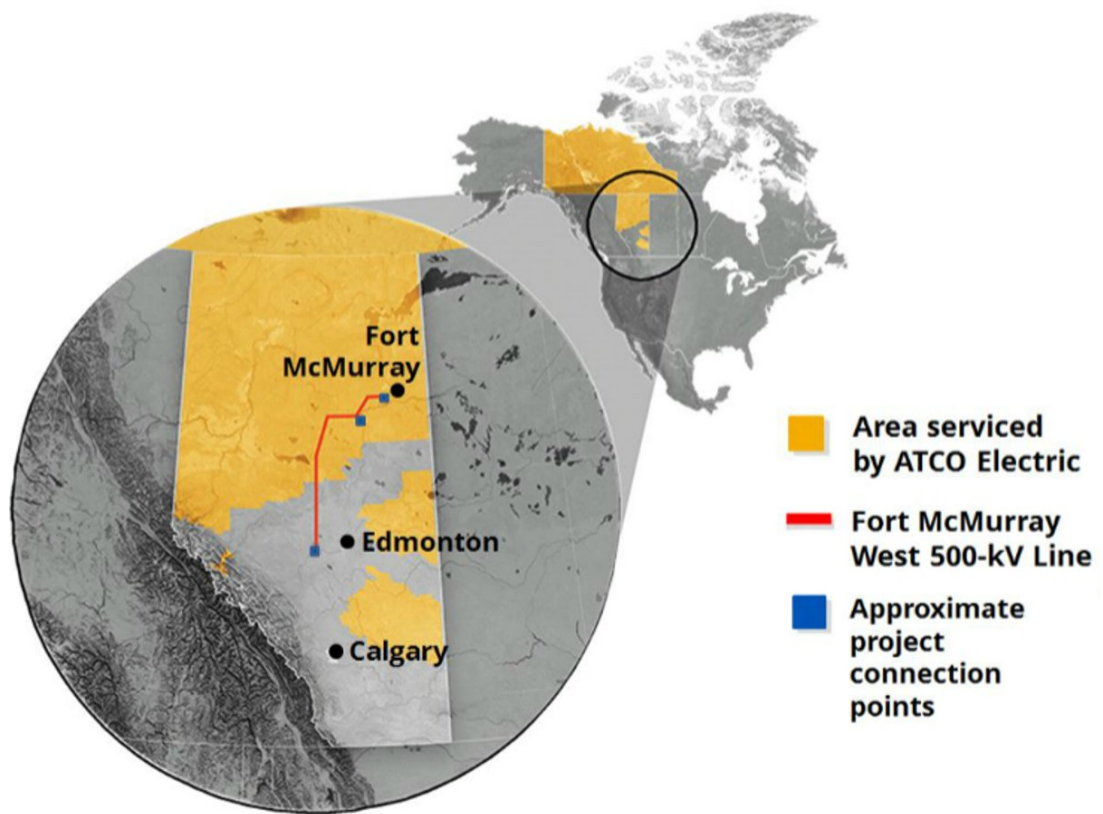 Fort
McMurray
Edmonton
Calgary
Area serviced
by ATCO Electric
Fort McMurray
West 500-kV Line
Approximate
project
connection
points